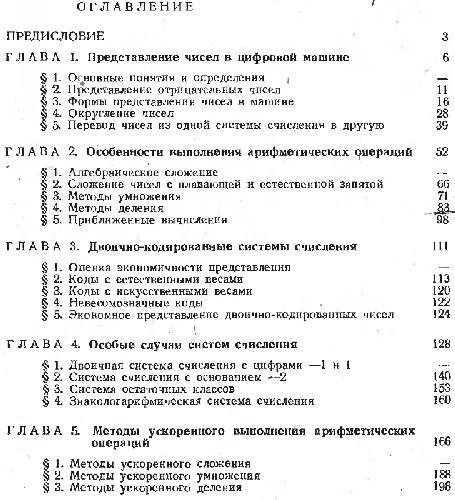 ОГЛАВЛЕНИЕ
ПРЕДИСЛОВИЕ 3
ГЛАВА 1. Представление чисел в цифровой машине 6
§ 1. Основные понятия и определения —
§ 2. Представление отрицательных чисел 11
§ 3. Формы представления чисел в машине 16
§ 4. Округление чисел 28
§ 5. Перевод чисел из одной системы счисления в другую 39
ГЛАВА 2. Особенности выполнения арифметических операций 52
§ 1. Алгебраическое сложение —
§ 2. Сложение чисел с плавающей и естественной запятой 66
§ 3. Методы умножения 71
§ 4. Методы деления 83
§ 5. Приближенные вычисления 98
ГЛАВА 3. Двоично-кодированные системы счисления 111
§ 1. Оценка экономичности представления —
§ 2. Коды с естественными весами 113
§ 3. Коды с искусственными весами 120
§ 4. Невесомозначные коды 122
§ 5. Экономное представление двоично-кодированных чисел 124
ГЛАВА 4. Особые случаи систем счисления 128
§ 1. Двоичная система счисления с цифрами —1 и 1 —
§ 2. Система счисления с основанием —2 140
§ 3. Система остаточных классов 153
§ 4. Знакологарифмическая система счисления 160
ГЛАВА 5. Методы ускоренного выполнения арифметических
операций 166
§ 1. Методы ускоренного сложения —
§ 2. Методы ускоренного умножения 188
§ 3. Методы ускоренного деления 196